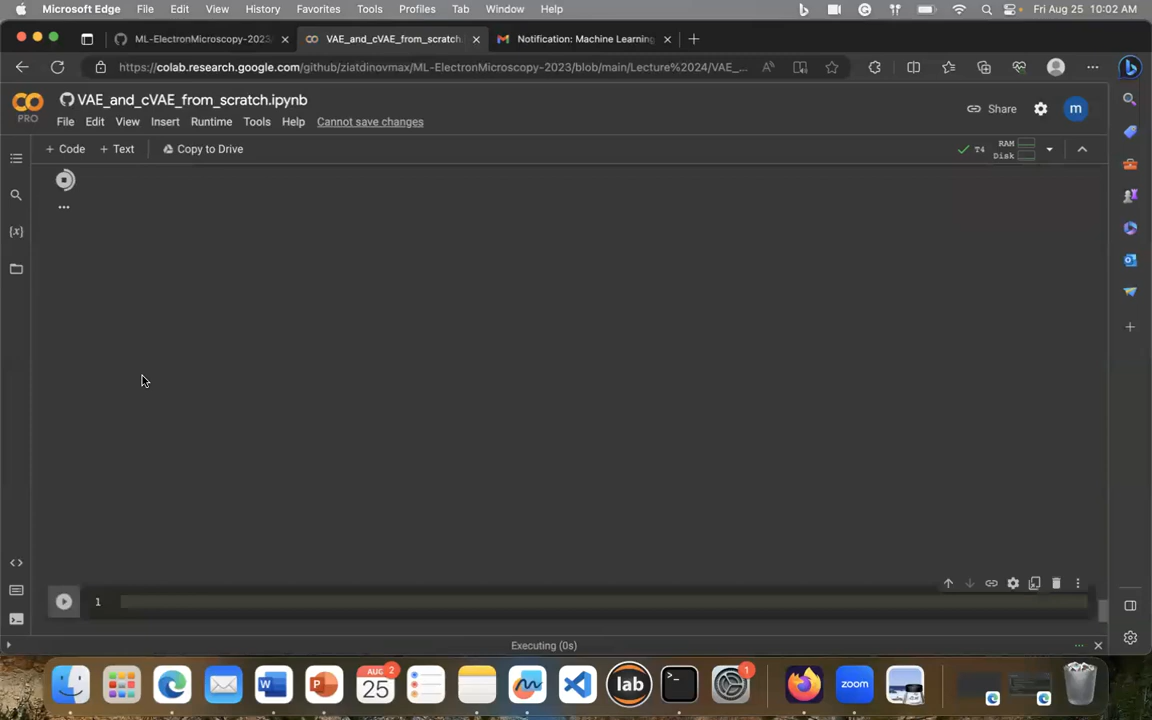 Microsoft Edge File Edit View History Favorites Tools Profiles Tab Window Help Fri Aug 25 10:02 AM
ML-ElectronMicroscopy-2023 VAE_and_cVAE_from_scratch. Notification: Machine Learning
https://colab.research.google.com/github/ziatdinovmax/ML-ElectronMicroscopy-2023/blob/main/Lecture%2024/VAE_...
PRO
VAE_and_cVAE_from_scratch.ipynb
Share
m
File Edit View Insert Runtime Tools Help Cannot save changes
+ Code + Text Copy to Drive
T4
RAM
Disk
{x}
...
1
Executing (0s)
AUG
25
2
lab
1
zoom